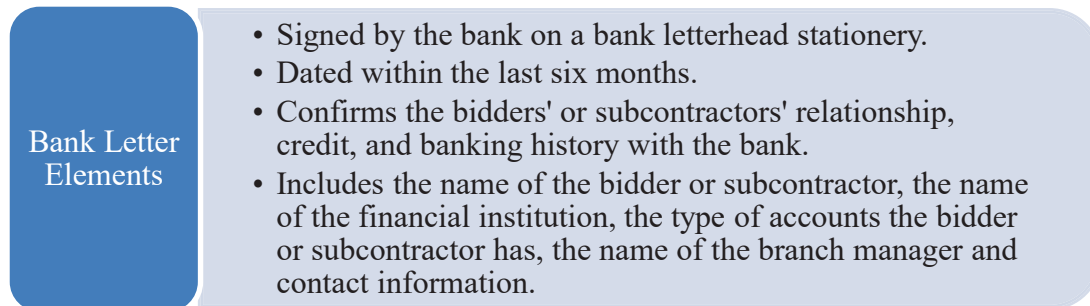 Bank Letter
Elements
• Signed by the bank on a bank letterhead stationery.
• Dated within the last six months.
• Confirms the bidders' or subcontractors' relationship,
credit, and banking history with the bank.
• Includes the name of the bidder or subcontractor, the name
of the financial institution, the type of accounts the bidder
or subcontractor has, the name of the branch manager and
contact information.